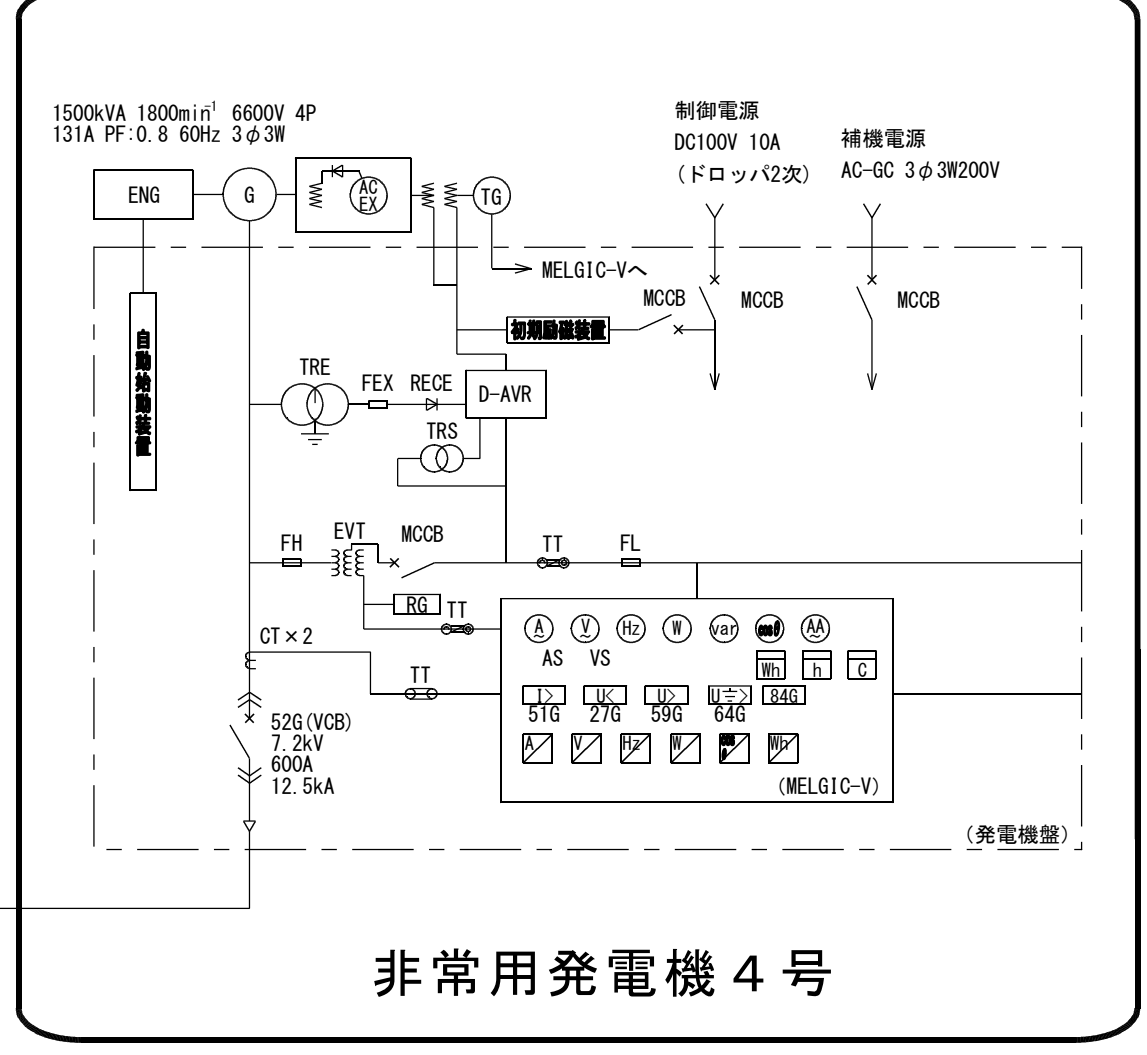 1500kVA 1800min⁻¹ 6600V 4P
131A PF:0.8 60Hz 3φ3W
制御電源
DC100V 10A
(ドロッパ2次)
補機電源
AC-GC 3φ3W200V
ENG
G
AC
EX
TG
MELGIC-Vへ
MCCB
MCCB
MCCB
初期励磁装置
自動始動装置
TRE
FEX
RECE
D-AVR
TRS
FH
EVT
MCCB
TT
FL
RG
TT
CT×2
TT
A
V
Hz
W
var
cosθ
AA
AS
VS
Wh
h
C
I>
U<
U>
U>
84G
51G
27G
59G
64G
A
V
Hz
W
cos
θ
Wh
(MELGIC-V)
52G(VCB)
7.2kV
600A
12.5kA
(発電機盤)
非常用発電機4号